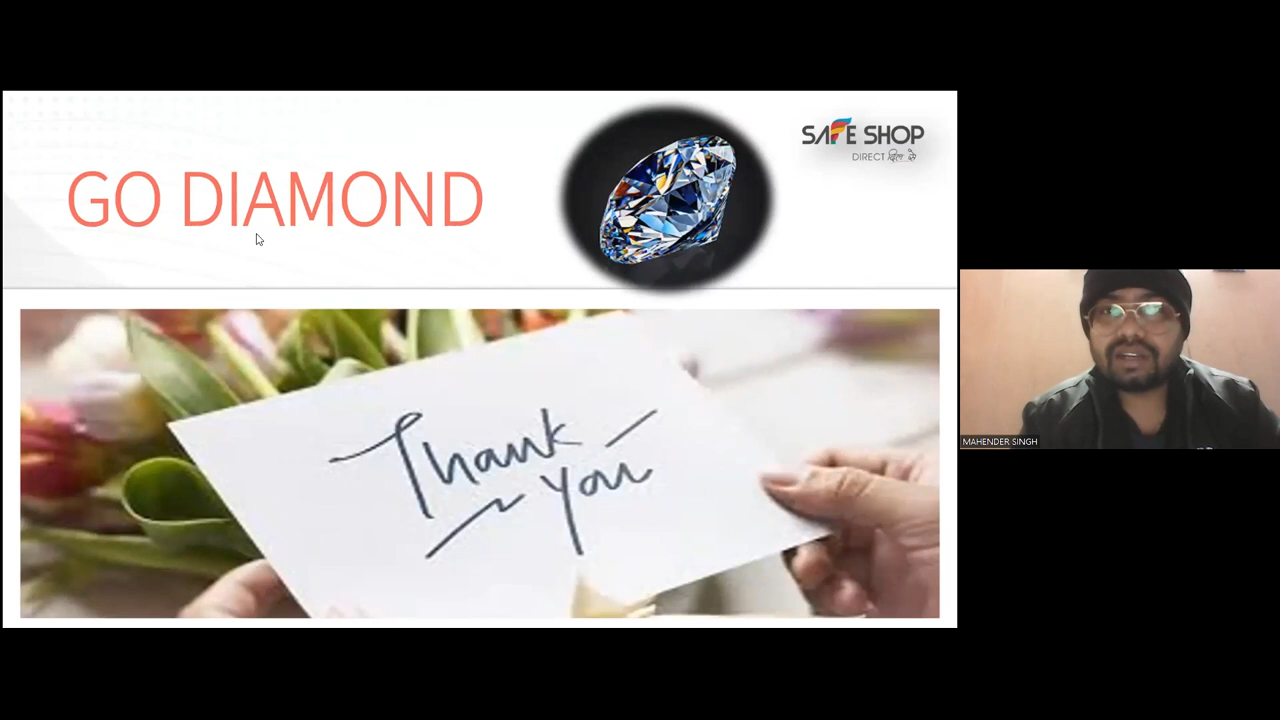 GO DIAMOND
SAFE SHOP
DIRECT दिल से
Thank
You
MAHENDER SINGH